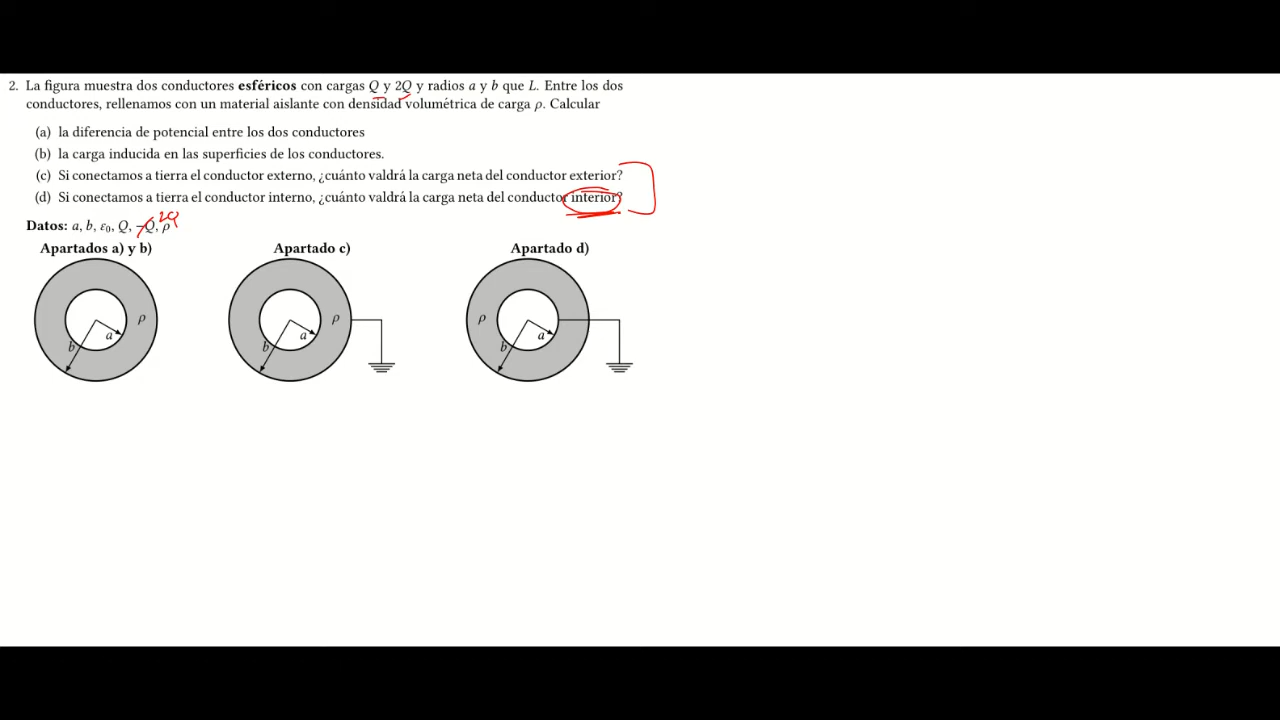 2. La figura muestra dos conductores esféricos con cargas Q y 2Q y radios a y b que L. Entre los dos
conductores, rellenamos con un material aislante con densidad volumétrica de carga ρ. Calcular
(a) la diferencia de potencial entre los dos conductores
(b) la carga inducida en las superficies de los conductores.
(c) Si conectamos a tierra el conductor externo, ¿cuánto valdrá la carga neta del conductor exterior?
(d) Si conectamos a tierra el conductor interno, ¿cuánto valdrá la carga neta del conductor interior?
2Q
Datos: a, b, ε₀, Q, −Q, ρ
Apartados a) y b) Apartado c) Apartado d)
ρ ρ ρ
a a a
b b b